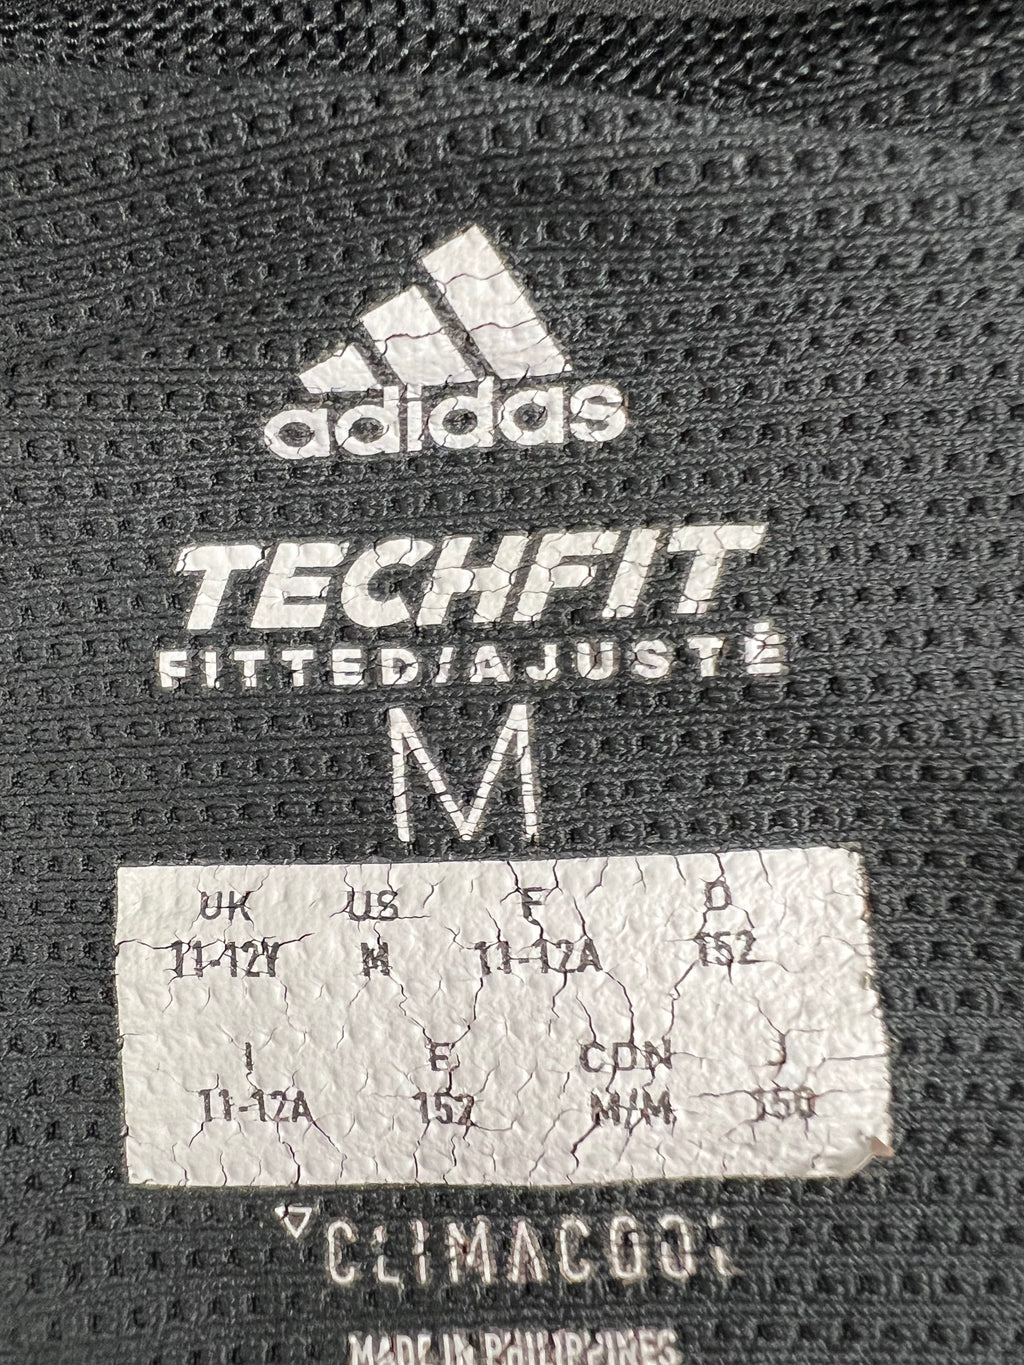 adidas
TECHFIT
FITTED/AJUSTÉ
M
UK US F D
11-12Y M 11-12A 152
I E CDN J
11-12A 152 M/M 150
CLIMACOOL
MADE IN PHILIPPINES